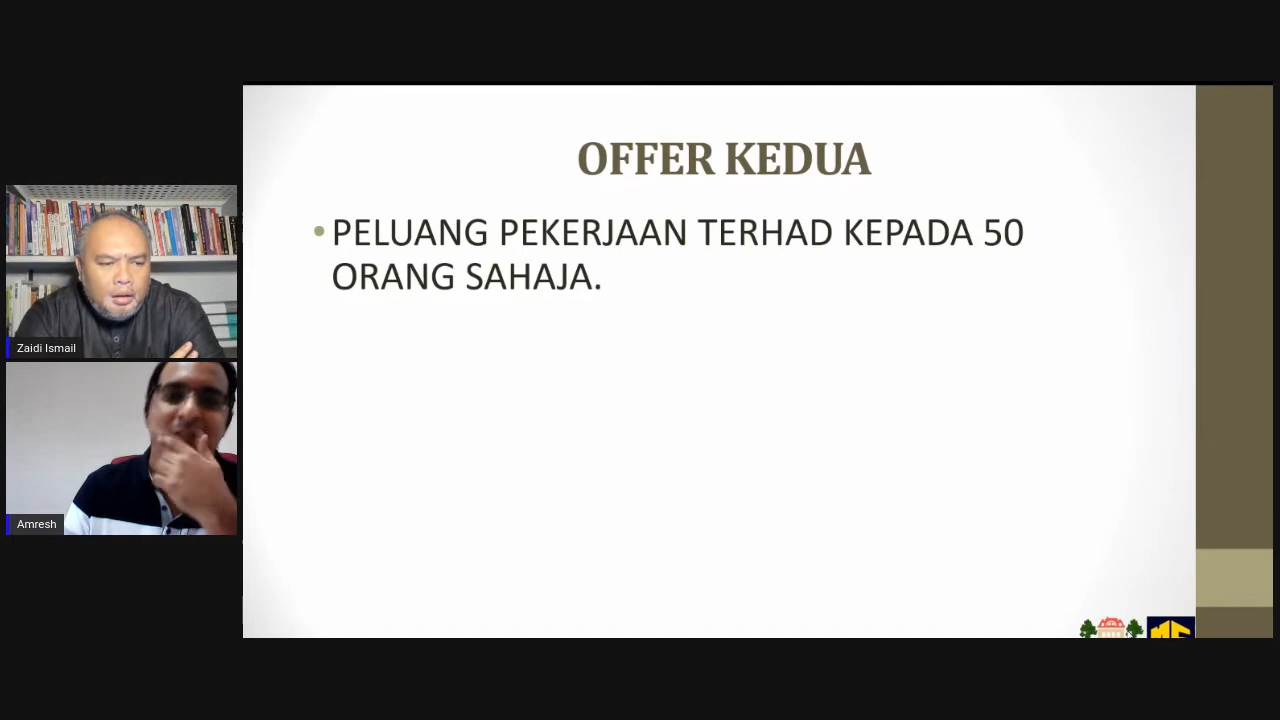 OFFER KEDUA
• PELUANG PEKERJAAN TERHAD KEPADA 50
ORANG SAHAJA.
Zaidi Ismail
Amresh